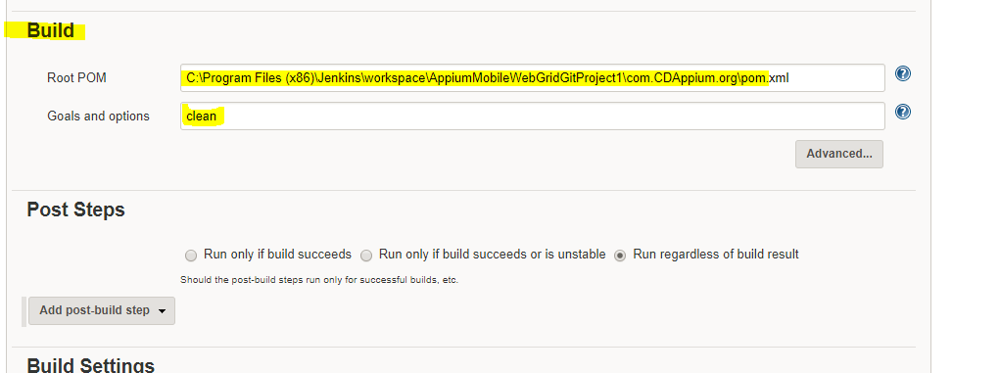 Build
Root POM
C:\Program Files (x86)\Jenkins\workspace\AppiumMobileWebGridGitProject1\com.CDAppium.org\pom.xml
Goals and options
clean
Advanced...
Post Steps
Run only if build succeeds Run only if build succeeds or is unstable Run regardless of build result
Should the post-build steps run only for successful builds, etc.
Add post-build step
Build Settings